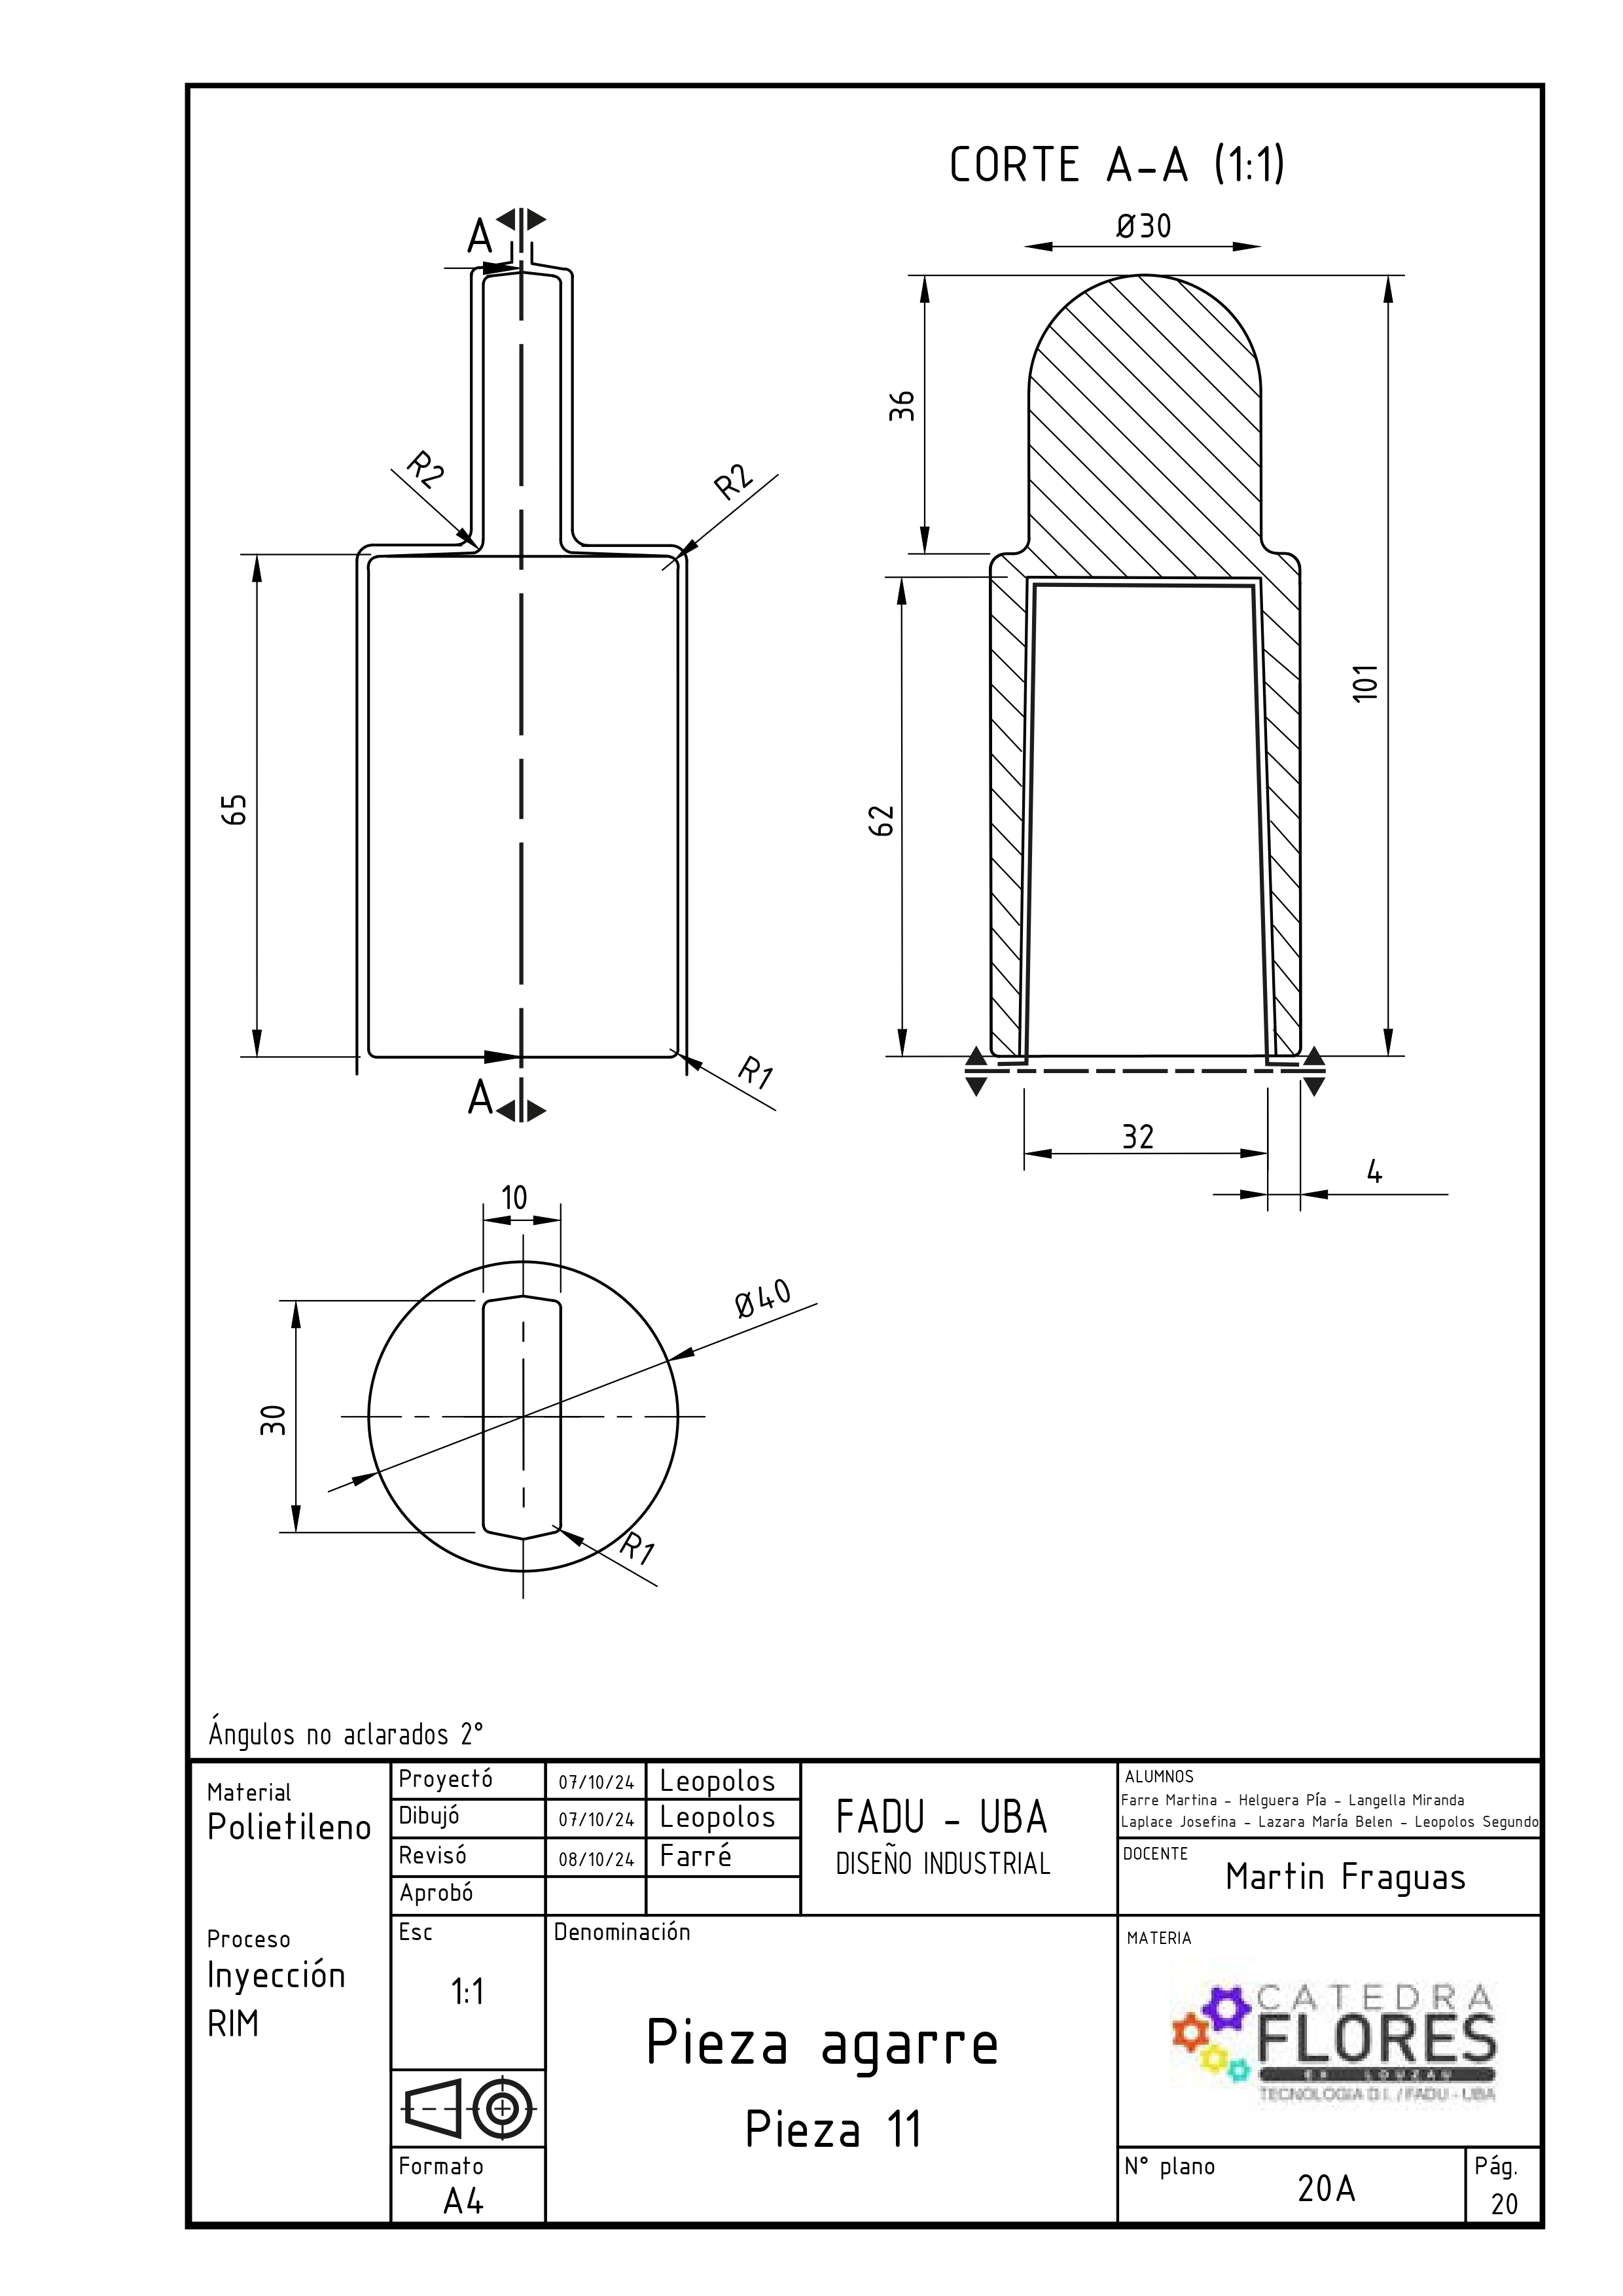 CORTE A-A (1:1)
Ø30
A
36
R2
R2
101
65
62
R1
A
32
4
10
Ø40
30
R1
Ángulos no aclarados 2°
Material
Polietileno
Proceso
Inyección
RIM
Proyectó 07/10/24 Leopolos
Dibujó 07/10/24 Leopolos
Revisó 08/10/24 Farré
Aprobó
FADU - UBA
DISEÑO INDUSTRIAL
ALUMNOS
Farre Martina - Helguera Pía - Langella Miranda
Laplace Josefina - Lazara María Belen - Leopolos Segundo
DOCENTE
Martin Fraguas
Esc
1:1
Formato
A4
Denominación
Pieza agarre
Pieza 11
MATERIA
CATEDRA
FLORES
EX LOUZAU
TECNOLOGIA D.I. / FADU - UBA
N° plano
20A
Pág.
20